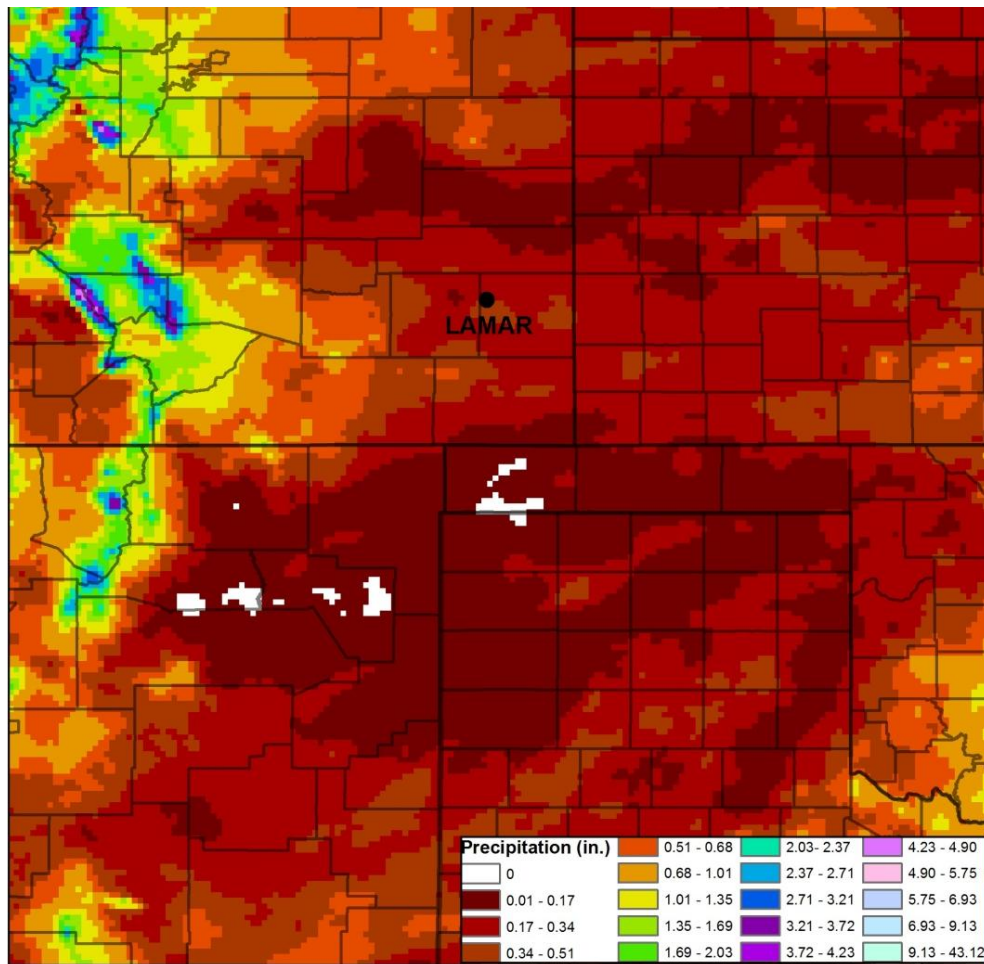 LAMAR
Precipitation (in.)
0
0.01 - 0.17
0.17 - 0.34
0.34 - 0.51
0.51 - 0.68
0.68 - 1.01
1.01 - 1.35
1.35 - 1.69
1.69 - 2.03
2.03- 2.37
2.37 - 2.71
2.71 - 3.21
3.21 - 3.72
3.72 - 4.23
4.23 - 4.90
4.90 - 5.75
5.75 - 6.93
6.93 - 9.13
9.13 - 43.12